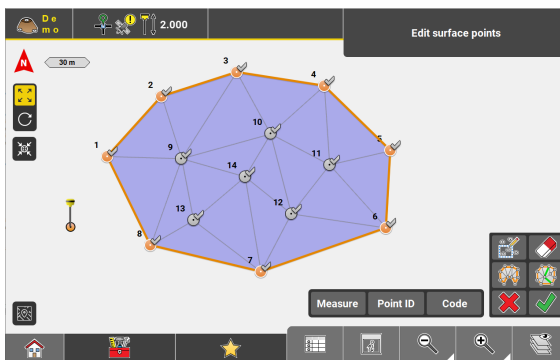 De
mo
2.000
Edit surface points
N
30 m
3
2
4
10
5
1
9
11
14
13
12
6
8
7
Measure Point ID Code